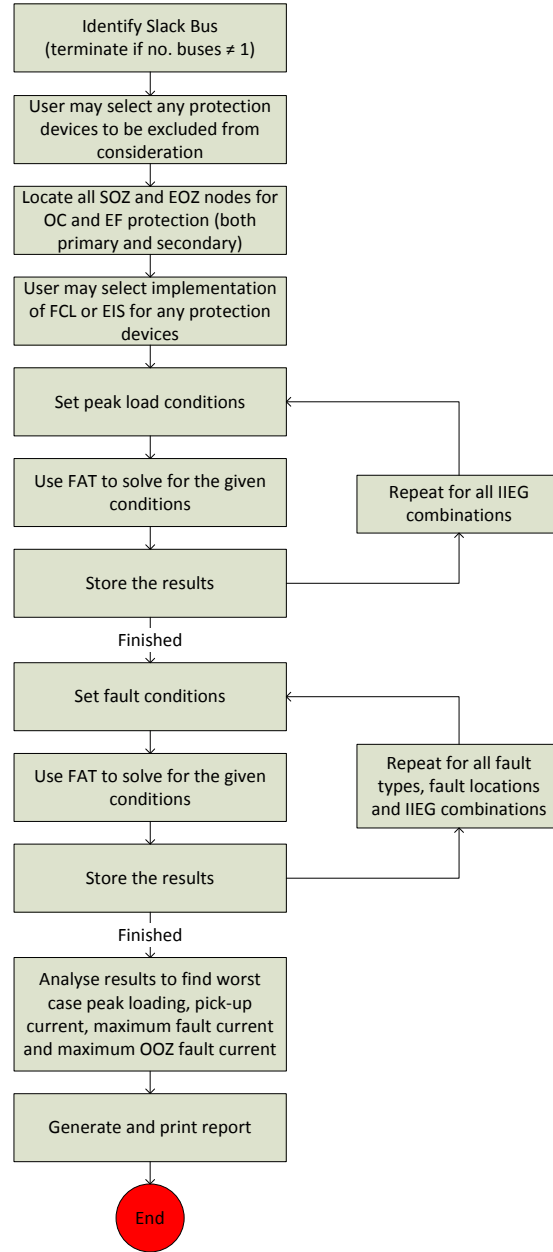 Identify Slack Bus
(terminate if no. buses ≠ 1)
User may select any protection
devices to be excluded from
consideration
Locate all SOZ and EOZ nodes for
OC and EF protection (both
primary and secondary)
User may select implementation
of FCL or EIS for any protection
devices
Set peak load conditions
Use FAT to solve for the given
conditions
Repeat for all IIEG
combinations
Store the results
Finished
Set fault conditions
Use FAT to solve for the given
conditions
Repeat for all fault
types, fault locations
and IIEG combinations
Store the results
Finished
Analyse results to find worst
case peak loading, pick-up
current, maximum fault current
and maximum OOZ fault current
Generate and print report
End